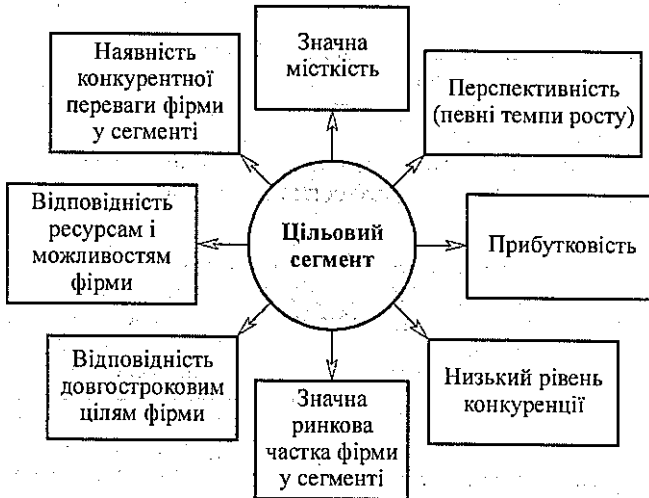 Наявність
конкурентної
переваги фірми
у сегменті
Значна
місткість
Перспективність
(певні темпи росту)
Відповідність
ресурсам і
можливостям
фірми
Цільовий
сегмент
Прибутковість
Відповідність
довгостроковим
цілям фірми
Значна
ринкова
частка фірми
у сегменті
Низький рівень
конкуренції